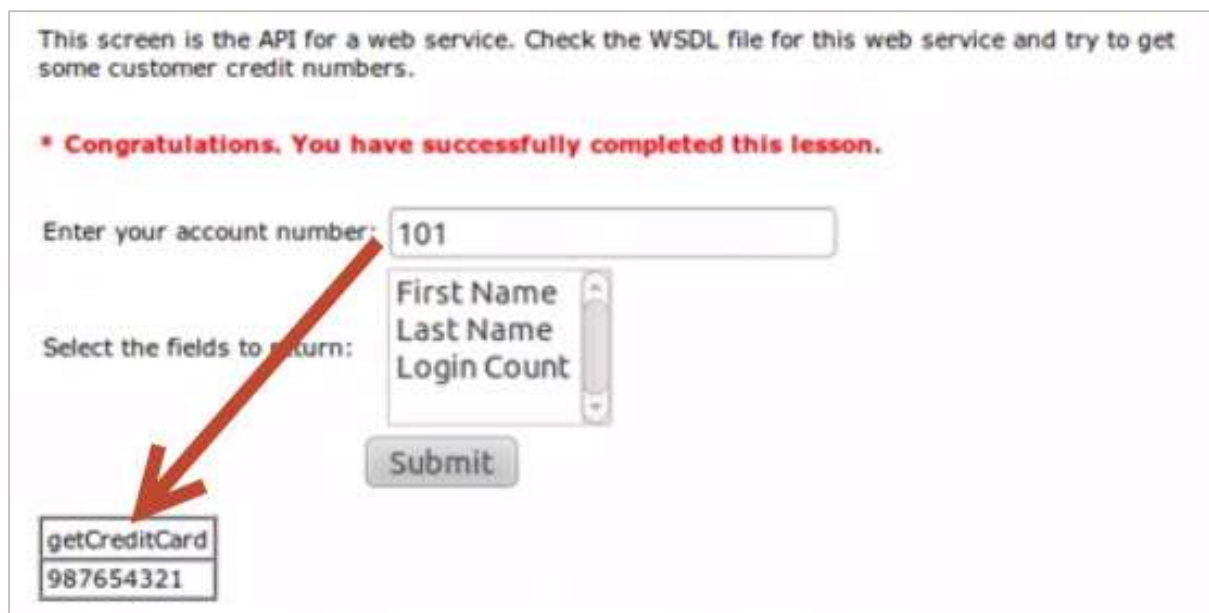 This screen is the API for a web service. Check the WSDL file for this web service and try to get
some customer credit numbers.
* Congratulations. You have successfully completed this lesson.
Enter your account number: 101
First Name
Last Name
Select the fields to return:
Login Count
Submit
getCreditCard
987654321